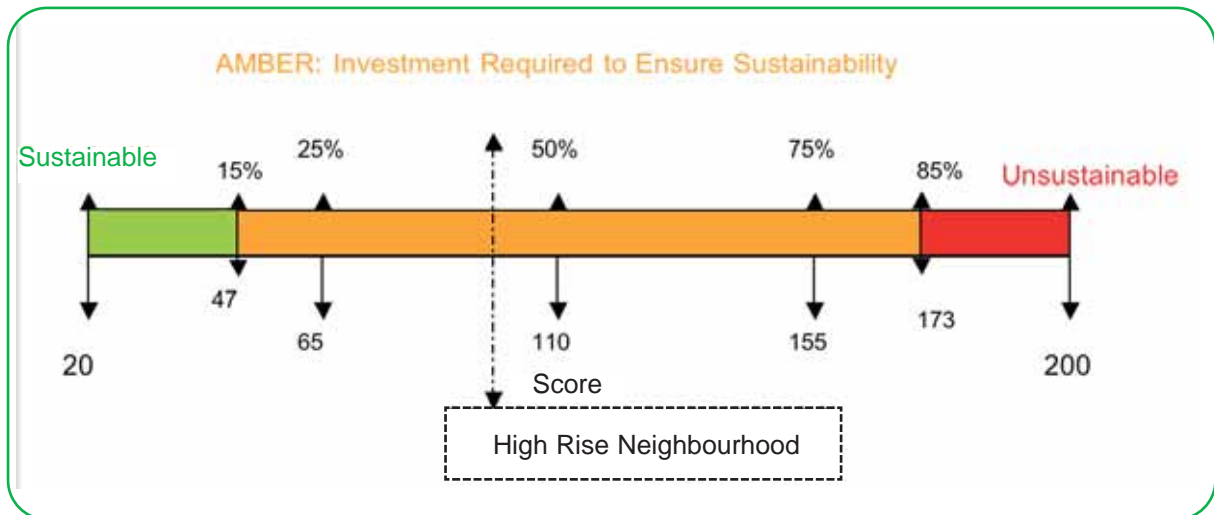 AMBER: Investment Required to Ensure Sustainability
Sustainable
15%
25%
50%
75%
85%
Unsustainable
20
47
65
110
155
173
200
Score
High Rise Neighbourhood